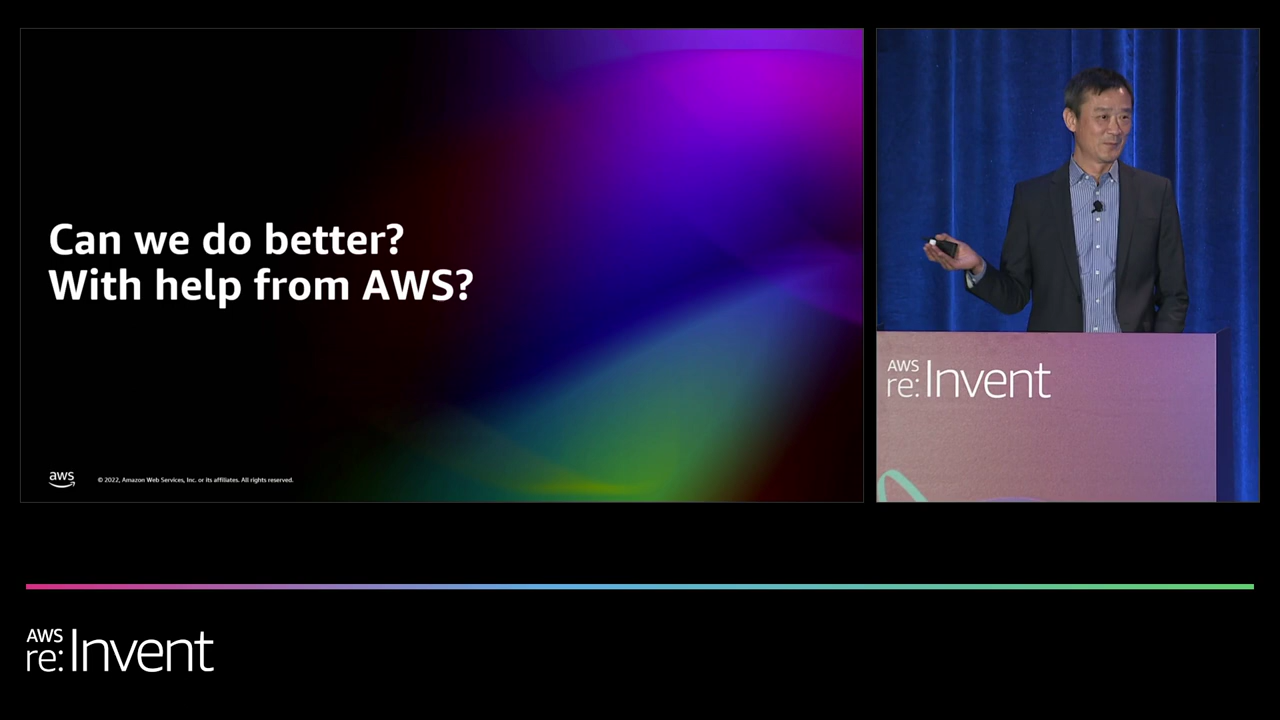 Can we do better?
With help from AWS?
aws
© 2022, Amazon Web Services, Inc. or its affiliates. All rights reserved.
AWS
re:Invent
AWS
re:Invent